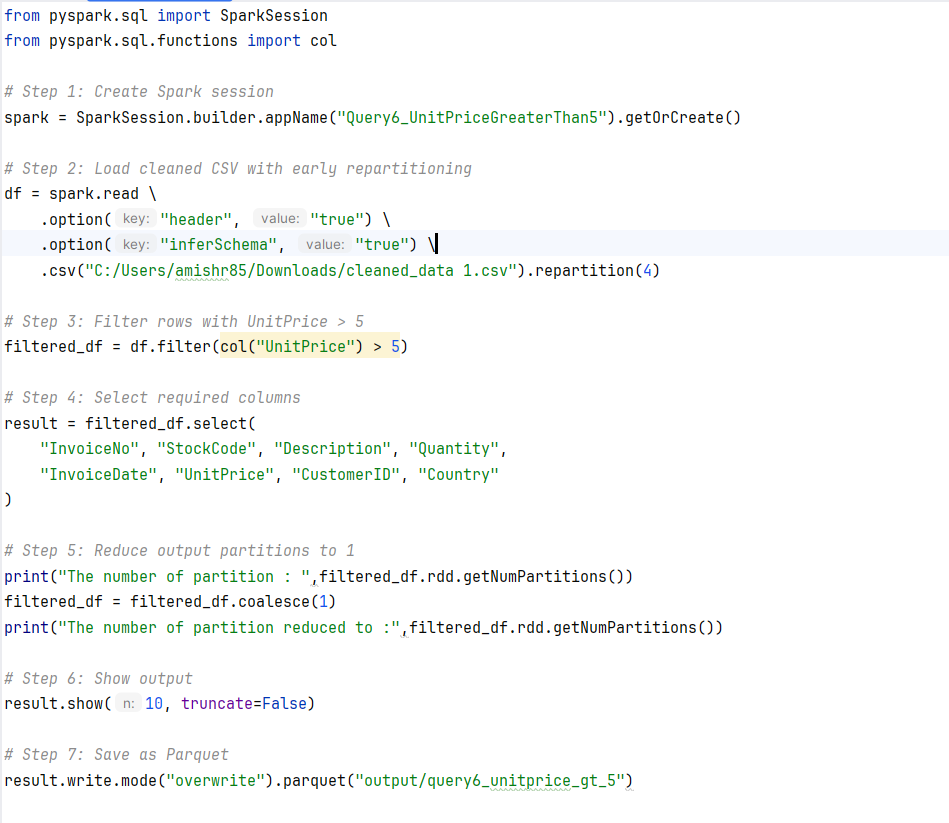 from pyspark.sql import SparkSession
from pyspark.sql.functions import col
# Step 1: Create Spark session
spark = SparkSession.builder.appName("Query6_UnitPriceGreaterThan5").getOrCreate()
# Step 2: Load cleaned CSV with early repartitioning
df = spark.read \
    .option( key: "header", value: "true") \
    .option( key: "inferSchema", value: "true") \
    .csv("C:/Users/amishr85/Downloads/cleaned_data 1.csv").repartition(4)
# Step 3: Filter rows with UnitPrice > 5
filtered_df = df.filter(col("UnitPrice") > 5)
# Step 4: Select required columns
result = filtered_df.select(
    "InvoiceNo", "StockCode", "Description", "Quantity",
    "InvoiceDate", "UnitPrice", "CustomerID", "Country"
)
# Step 5: Reduce output partitions to 1
print("The number of partition : ",filtered_df.rdd.getNumPartitions())
filtered_df = filtered_df.coalesce(1)
print("The number of partition reduced to :",filtered_df.rdd.getNumPartitions())
# Step 6: Show output
result.show( n: 10, truncate=False)
# Step 7: Save as Parquet
result.write.mode("overwrite").parquet("output/query6_unitprice_gt_5")